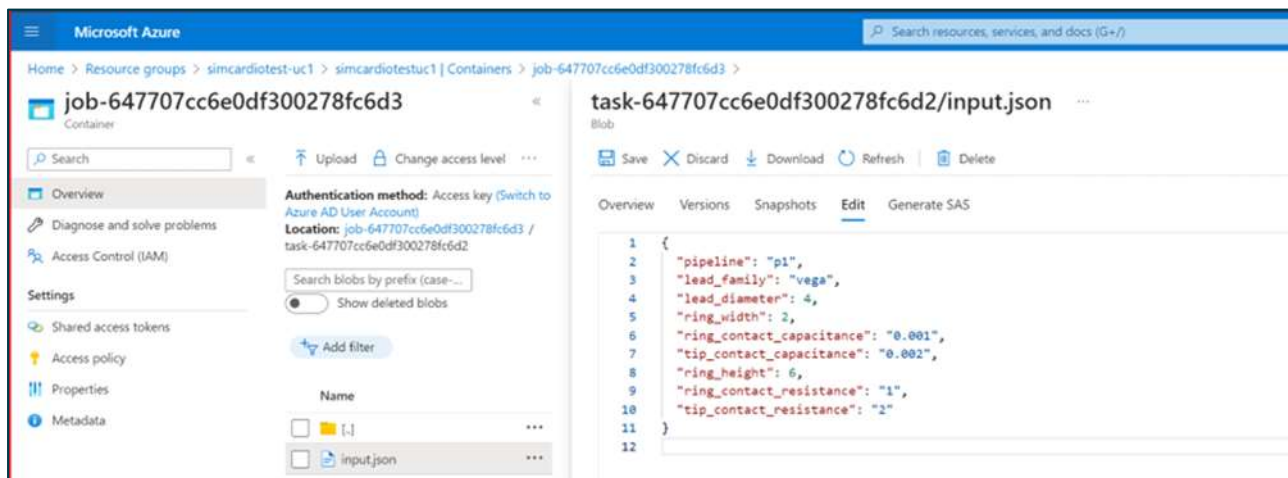 Microsoft Azure
Search resources, services, and docs (G+/)
Home > Resource groups > simcardiotest-uc1 > simcardiotestuc1 | Containers > job-647707cc6e0df300278fc6d3 >
job-647707cc6e0df300278fc6d3
Container
Search
Overview
Diagnose and solve problems
Access Control (IAM)
Settings
Shared access tokens
Access policy
Properties
Metadata
Upload Change access level ...
Authentication method: Access key (Switch to
Azure AD User Account)
Location: job-647707cc6e0df300278fc6d3 /
task-647707cc6e0df300278fc6d2
Search blobs by prefix (case-...
Show deleted blobs
Add filter
Name
[..]
input.json
task-647707cc6e0df300278fc6d2/input.json ...
Blob
Save Discard Download Refresh Delete
Overview Versions Snapshots Edit Generate SAS
1 {
2 "pipeline": "p1",
3 "lead_family": "vega",
4 "lead_diameter": 4,
5 "ring_width": 2,
6 "ring_contact_capacitance": "0.001",
7 "tip_contact_capacitance": "0.002",
8 "ring_height": 6,
9 "ring_contact_resistance": "1",
10 "tip_contact_resistance": "2"
11 }
12